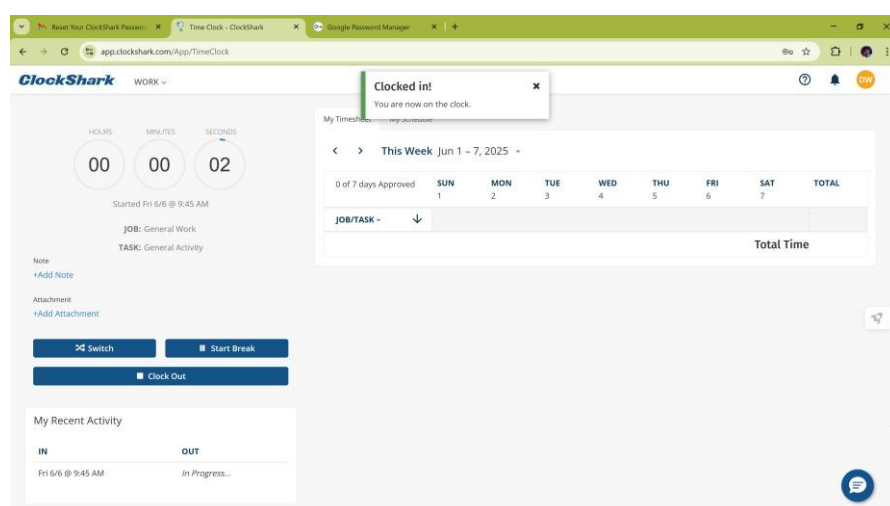 Reset Your ClockShark Passwor
Time Clock - ClockShark
Google Password Manager
app.clockshark.com/App/TimeClock
ClockShark
WORK
DW
Clocked in!
You are now on the clock.
HOURS MINUTES SECONDS
00 00 02
Started Fri 6/6 @ 9:45 AM
JOB: General Work
TASK: General Activity
Note
+Add Note
Attachment
+Add Attachment
Switch
Start Break
Clock Out
My Recent Activity
IN OUT
Fri 6/6 @ 9:45 AM In Progress...
My Timesheet My Schedule
This Week Jun 1 – 7, 2025
0 of 7 days Approved SUN MON TUE WED THU FRI SAT TOTAL
1 2 3 4 5 6 7
JOB/TASK
Total Time